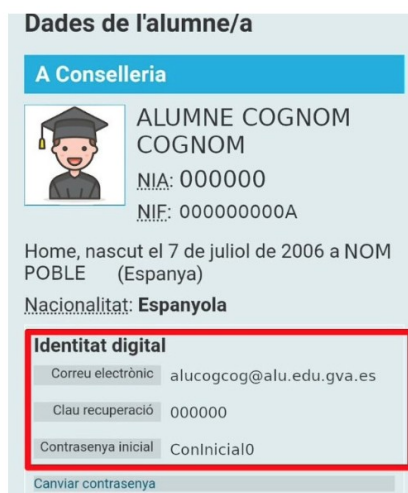 Dades de l'alumne/a
A Conselleria
ALUMNE COGNOM
COGNOM
NIA: 000000
NIF: 000000000A
Home, nascut el 7 de juliol de 2006 a NOM
POBLE (Espanya)
Nacionalitat: Espanyola
Identitat digital
Correu electrònic alucogcog@alu.edu.gva.es
Clau recuperació 000000
Contrasenya inicial ConInicial0
Canviar contrasenya